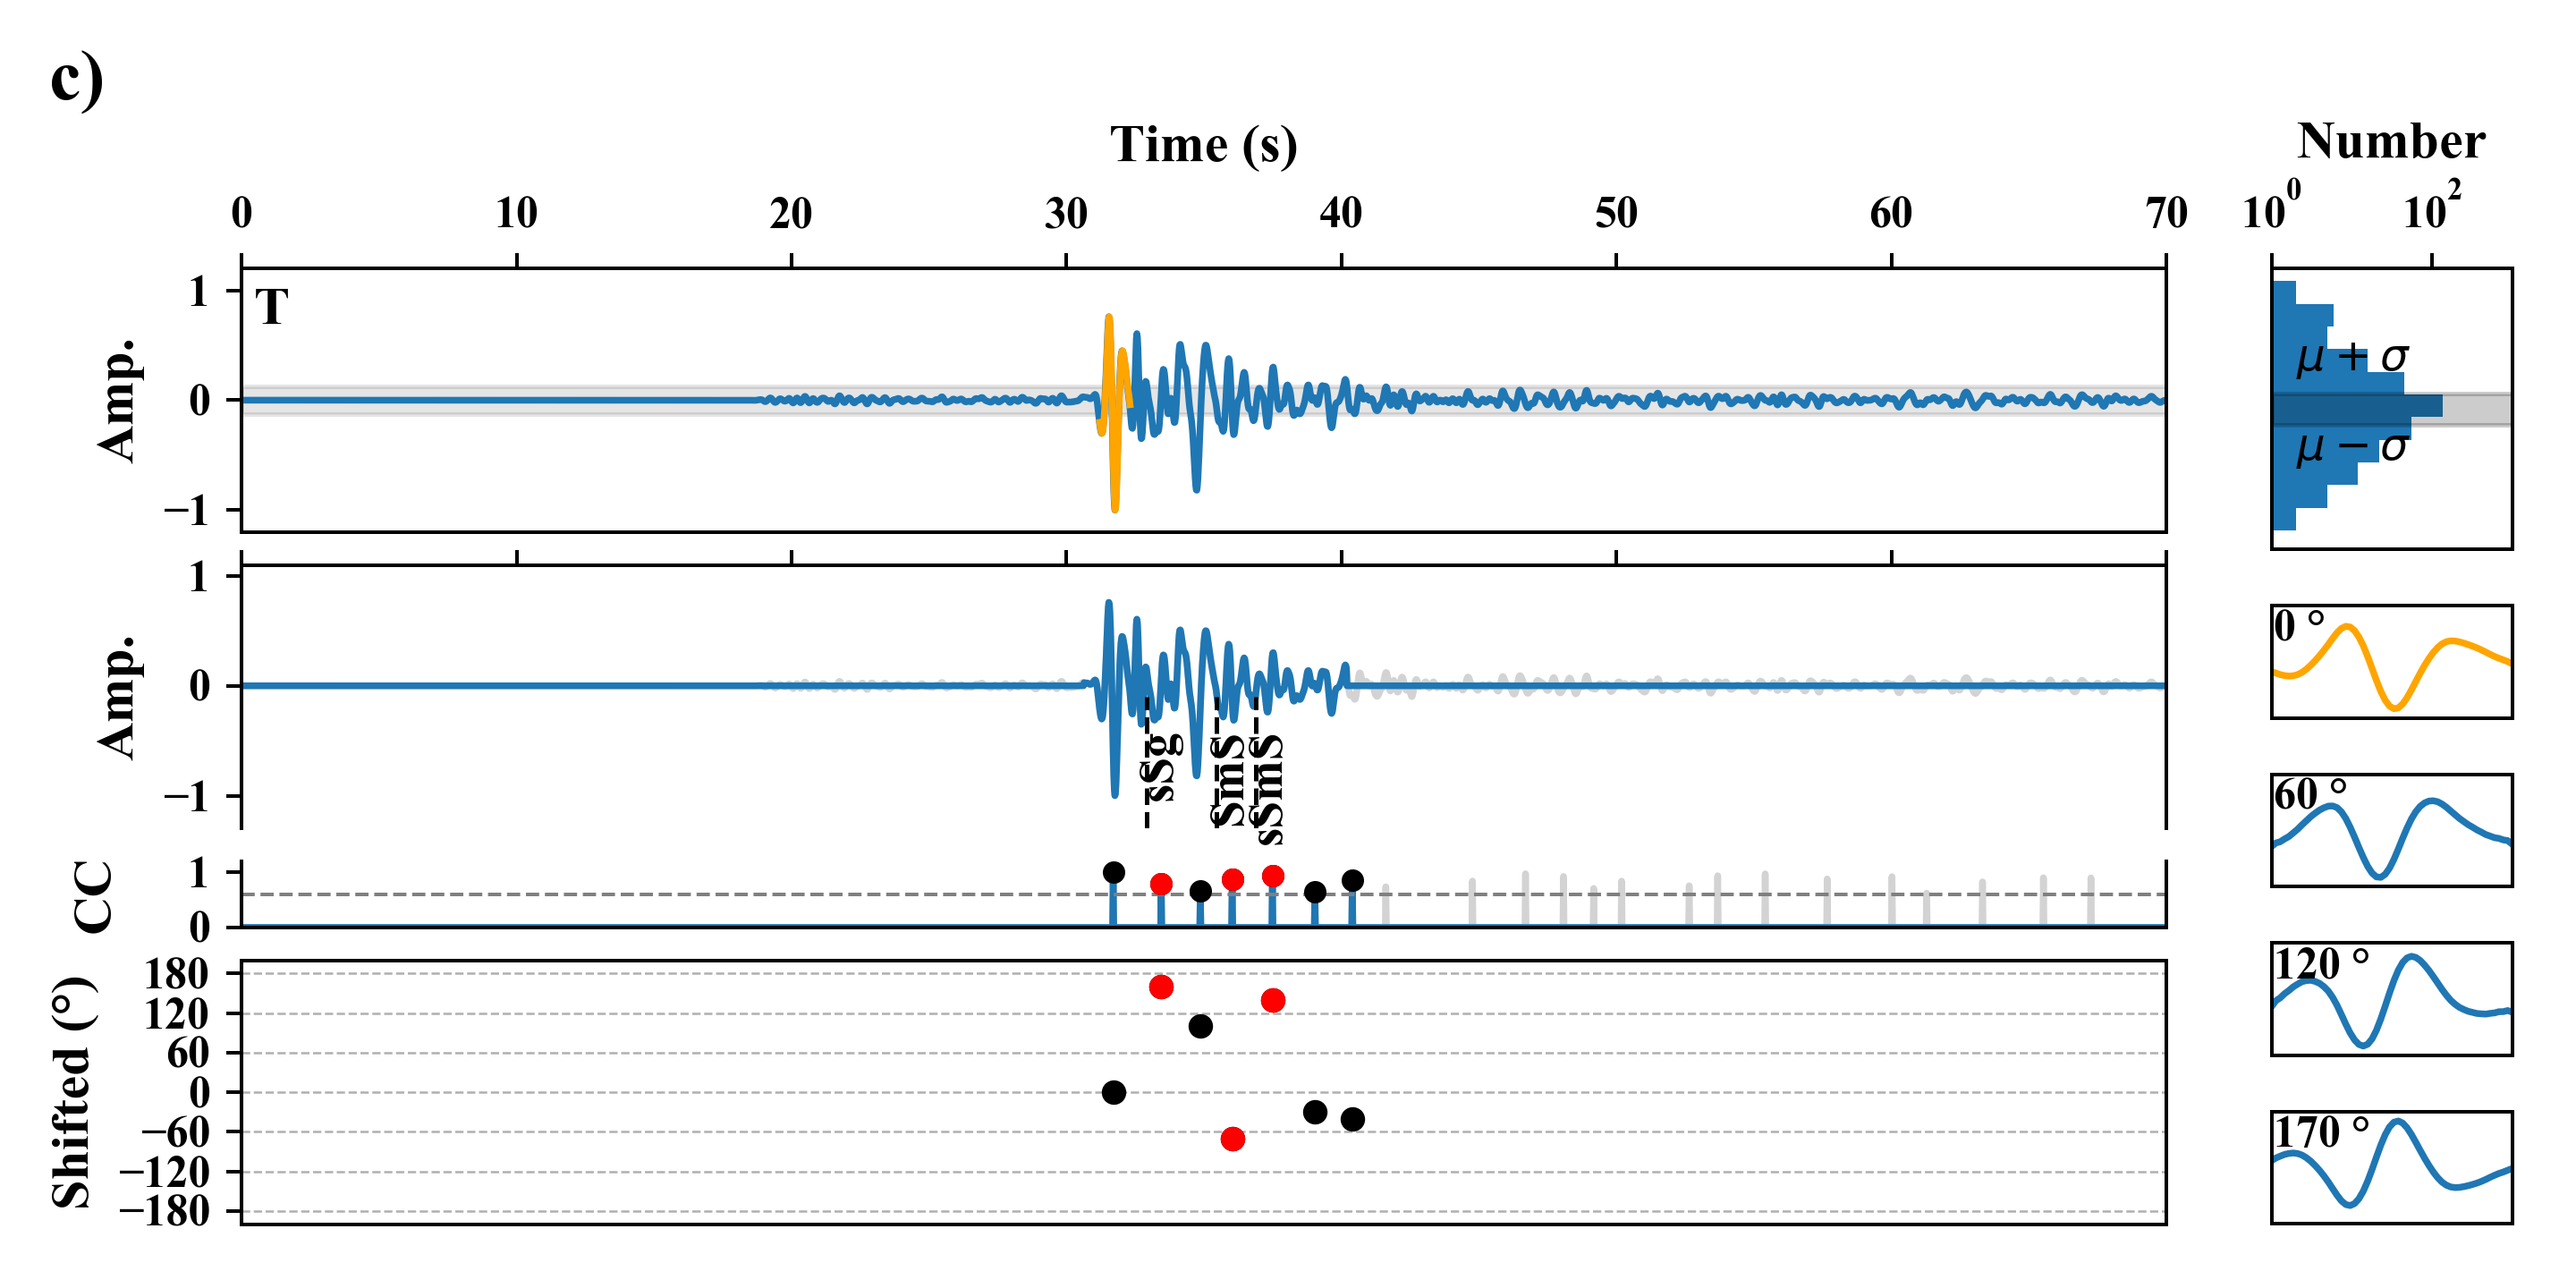 c)
Time (s)
Number
0 10 20 30 40 50 60 70
10^0 10^2
T
Amp.
1
0
−1
μ + σ
μ − σ
Amp.
1
0
−1
sSg
SmS
sSmS
0 °
60 °
CC
1
0
120 °
Shifted (°)
180
120
60
0
−60
−120
−180
170 °